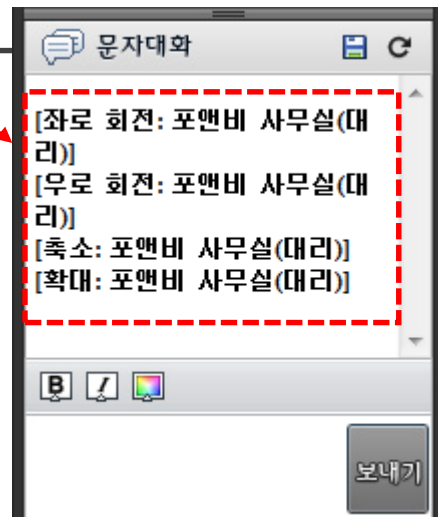 문자대화
[좌로 회전: 포앤비 사무실(대
리)]
[우로 회전: 포앤비 사무실(대
리)]
[축소: 포앤비 사무실(대리)]
[확대: 포앤비 사무실(대리)]
B I
보내기